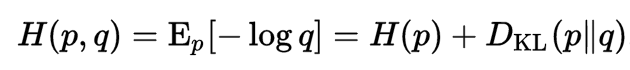 H(p, q) = E_p[− log q] = H(p) + D_KL(p‖q)